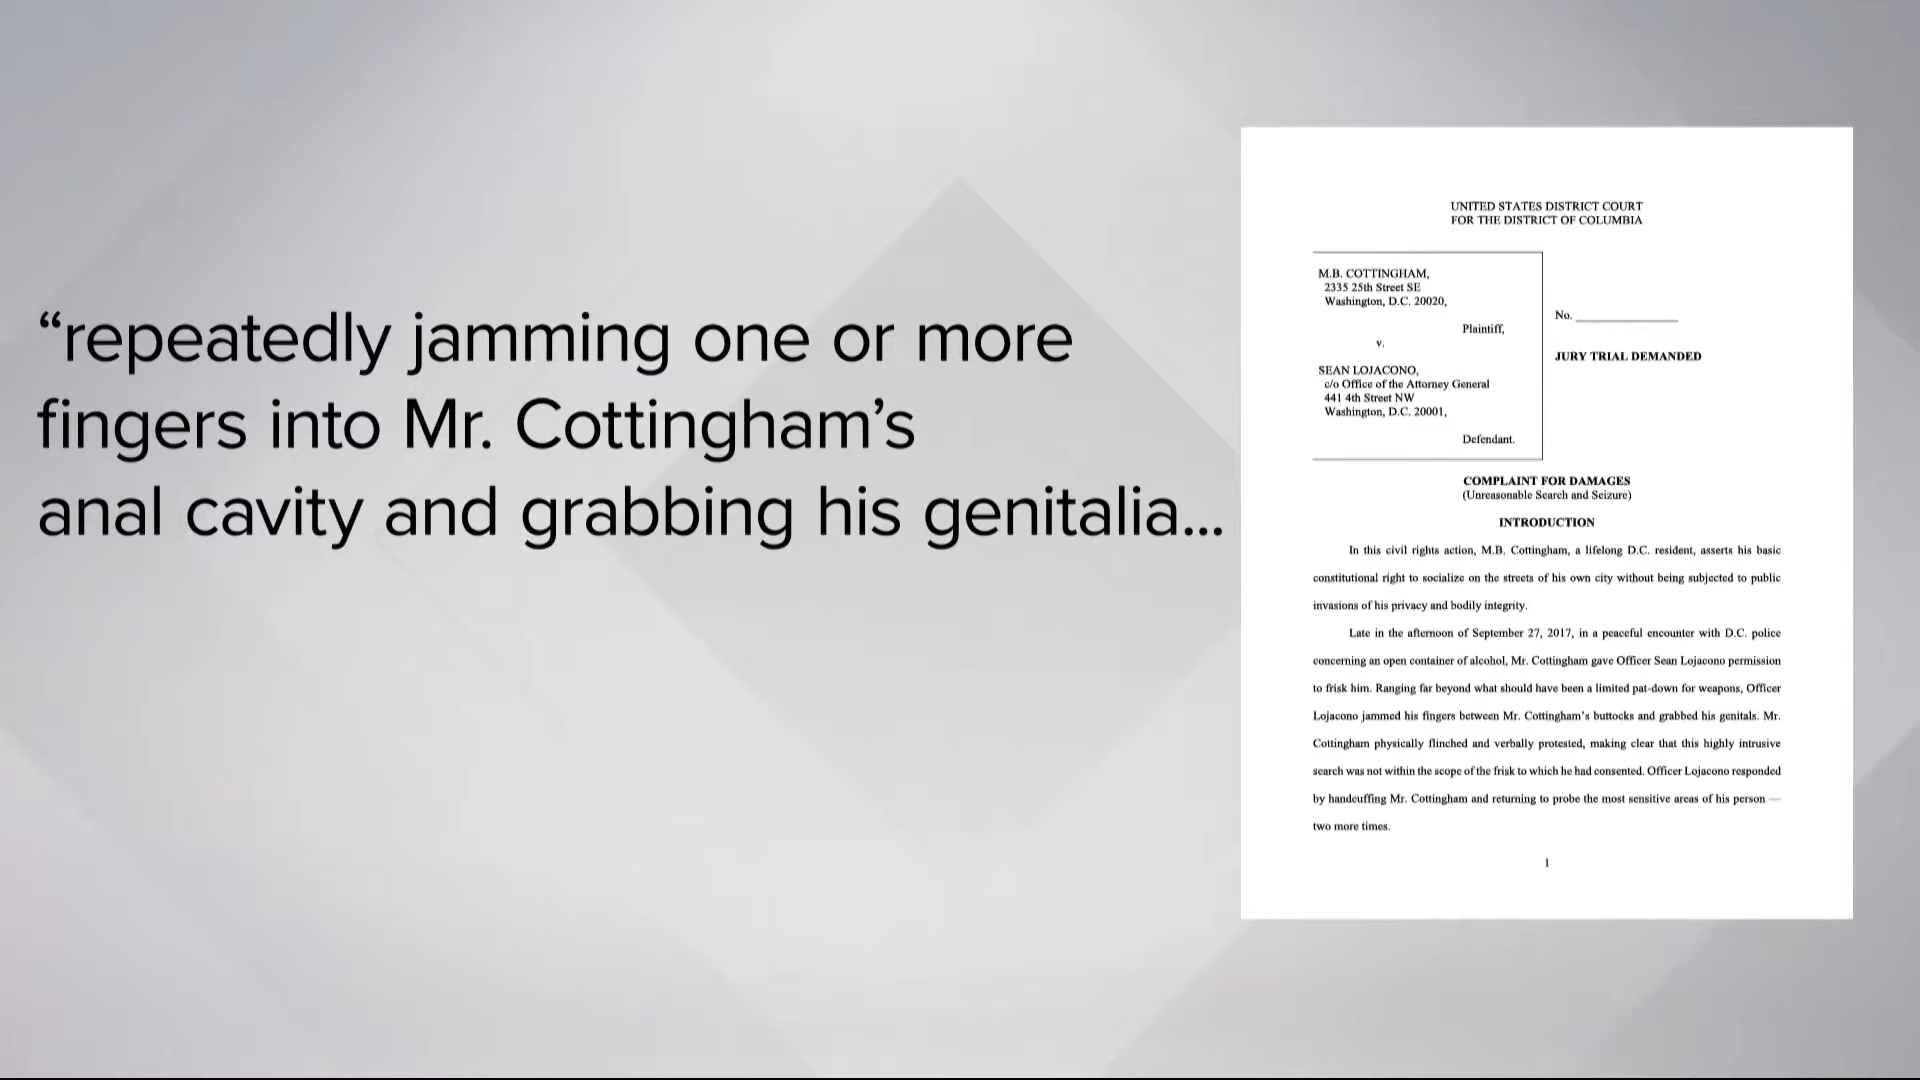 “repeatedly jamming one or more
fingers into Mr. Cottingham’s
anal cavity and grabbing his genitalia...
UNITED STATES DISTRICT COURT
FOR THE DISTRICT OF COLUMBIA
M.B. COTTINGHAM,
2335 25th Street SE
Washington, D.C. 20020,
Plaintiff,
v.
SEAN LOJACONO,
c/o Office of the Attorney General
441 4th Street NW
Washington, D.C. 20001,
Defendant.
No.
JURY TRIAL DEMANDED
COMPLAINT FOR DAMAGES
(Unreasonable Search and Seizure)
INTRODUCTION
In this civil rights action, M.B. Cottingham, a lifelong D.C. resident, asserts his basic
constitutional right to socialize on the streets of his own city without being subjected to public
invasions of his privacy and bodily integrity.
Late in the afternoon of September 27, 2017, in a peaceful encounter with D.C. police
concerning an open container of alcohol, Mr. Cottingham gave Officer Sean Lojacono permission
to frisk him. Ranging far beyond what should have been a limited pat-down for weapons, Officer
Lojacono jammed his fingers between Mr. Cottingham’s buttocks and grabbed his genitals. Mr.
Cottingham physically flinched and verbally protested, making clear that this highly intrusive
search was not within the scope of the frisk to which he had consented. Officer Lojacono responded
by handcuffing Mr. Cottingham and returning to probe the most sensitive areas of his person —
two more times.
1